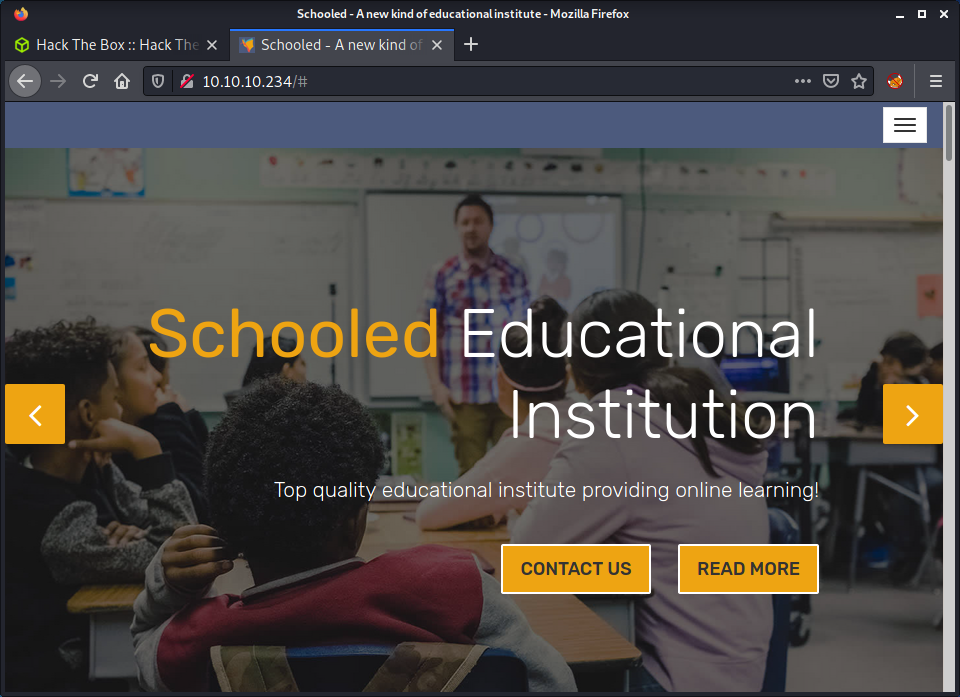 Schooled - A new kind of educational institute - Mozilla Firefox
Hack The Box :: Hack The
Schooled - A new kind of
10.10.10.234/#
Schooled Educational
Institution
Top quality educational institute providing online learning!
CONTACT US
READ MORE